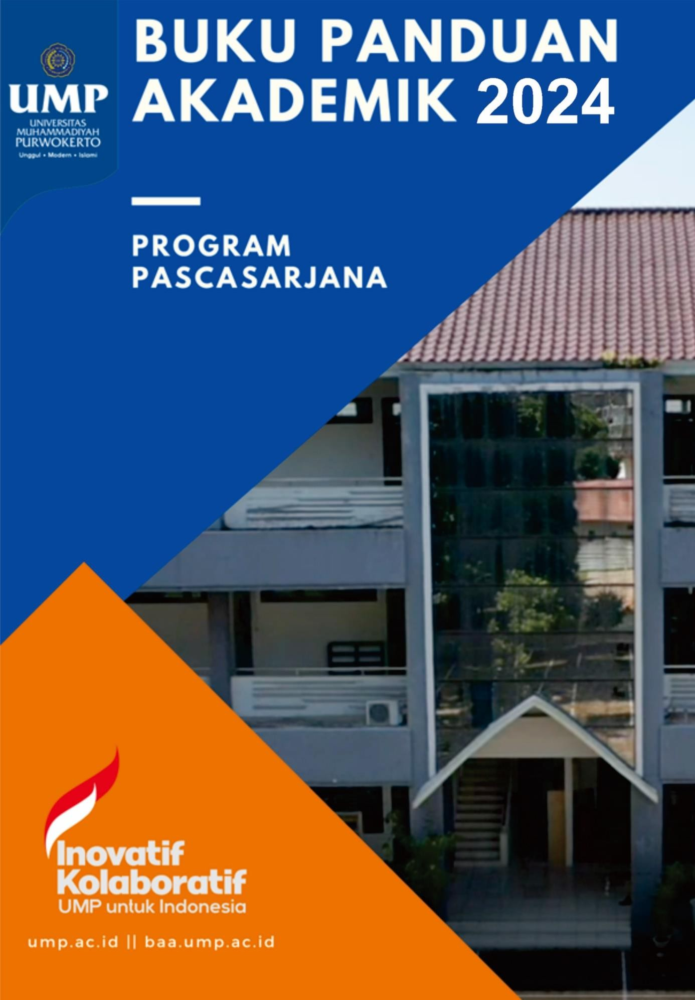 BUKU PANDUAN
AKADEMIK 2024
UMP
UNIVERSITAS
MUHAMMADIYAH
PURWOKERTO
Unggul • Modern • Islami
PROGRAM
PASCASARJANA
Inovatif
Kolaboratif
UMP untuk Indonesia
ump.ac.id || baa.ump.ac.id